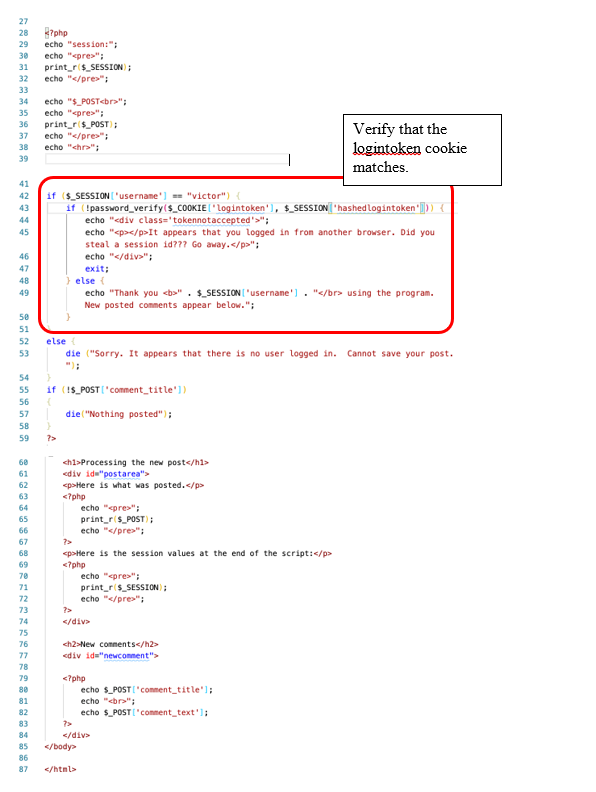 27
28 <?php
29 echo "session:";
30 echo "<pre>";
31 print_r($_SESSION);
32 echo "</pre>";
33
34 echo "$_POST<br>";
35 echo "<pre>";
36 print_r($_POST);
37 echo "</pre>";
38 echo "<hr>";
39
Verify that the
logintoken cookie
matches.
41
42 if ($_SESSION['username'] == "victor") {
43 if (!password_verify($_COOKIE['logintoken'], $_SESSION['hashedlogintoken'])) {
44 echo "<div class='tokennotaccepted'>";
45 echo "<p></p>It appears that you logged in from another browser. Did you
steal a session id??? Go away.</p>";
46 echo "</div>";
47 exit;
48 } else {
49 echo "Thank you <b>" . $_SESSION['username'] . "</br> using the program.
New posted comments appear below.";
50 }
51
52 else {
53 die ("Sorry. It appears that there is no user logged in.  Cannot save your post.
");
54 }
55 if (!$_POST['comment_title'])
56 {
57 die("Nothing posted");
58 }
59 ?>
60 <h1>Processing the new post</h1>
61 <div id="postarea">
62 <p>Here is what was posted.</p>
63 <?php
64 echo "<pre>";
65 print_r($_POST);
66 echo "</pre>";
67 ?>
68 <p>Here is the session values at the end of the script:</p>
69 <?php
70 echo "<pre>";
71 print_r($_SESSION);
72 echo "</pre>";
73 ?>
74 </div>
75
76 <h2>New comments</h2>
77 <div id="newcomment">
78
79 <?php
80 echo $_POST['comment_title'];
81 echo "<br>";
82 echo $_POST['comment_text'];
83 ?>
84 </div>
85 </body>
86
87 </html>